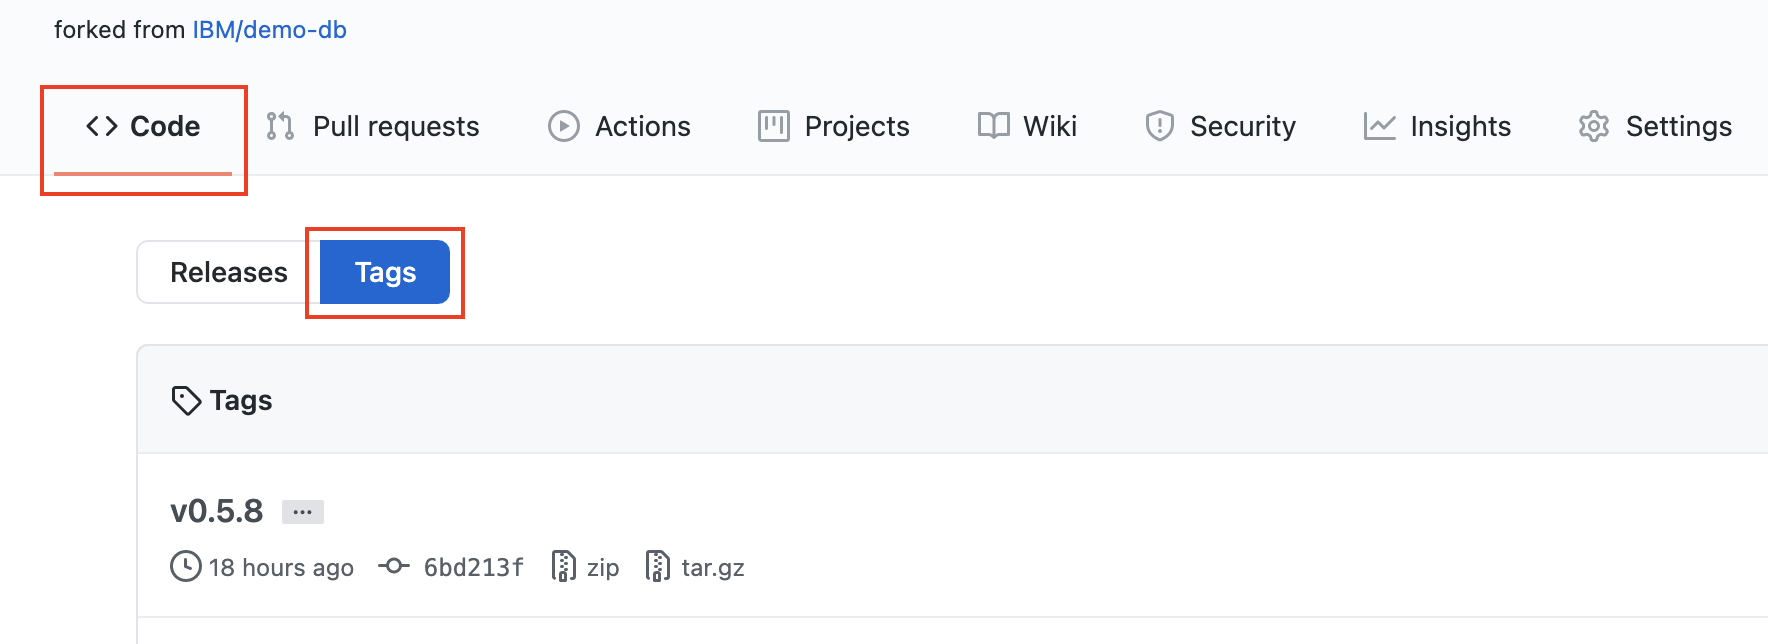 forked from IBM/demo-db
<> Code Pull requests Actions Projects Wiki Security Insights Settings
Releases Tags
Tags
v0.5.8 ...
18 hours ago 6bd213f zip tar.gz